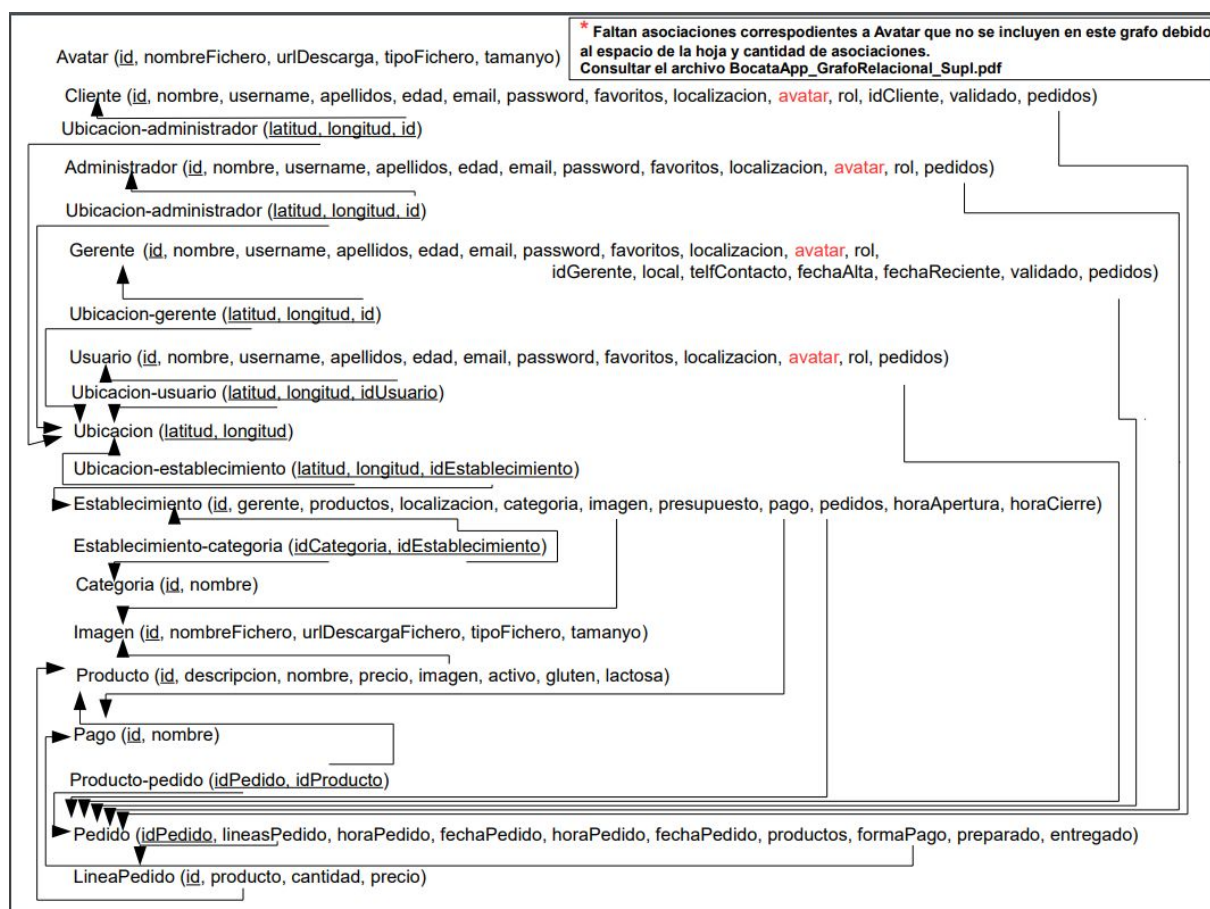 * Faltan asociaciones correspodientes a Avatar que no se incluyen en este grafo debido
al espacio de la hoja y cantidad de asociaciones.
Consultar el archivo BocataApp_GrafoRelacional_Supl.pdf
Avatar (id, nombreFichero, urlDescarga, tipoFichero, tamanyo)
Cliente (id, nombre, username, apellidos, edad, email, password, favoritos, localizacion, avatar, rol, idCliente, validado, pedidos)
Ubicacion-administrador (latitud, longitud, id)
Administrador (id, nombre, username, apellidos, edad, email, password, favoritos, localizacion, avatar, rol, pedidos)
Ubicacion-administrador (latitud, longitud, id)
Gerente (id, nombre, username, apellidos, edad, email, password, favoritos, localizacion, avatar, rol,
idGerente, local, telfContacto, fechaAlta, fechaReciente, validado, pedidos)
Ubicacion-gerente (latitud, longitud, id)
Usuario (id, nombre, username, apellidos, edad, email, password, favoritos, localizacion, avatar, rol, pedidos)
Ubicacion-usuario (latitud, longitud, idUsuario)
Ubicacion (latitud, longitud)
Ubicacion-establecimiento (latitud, longitud, idEstablecimiento)
Establecimiento (id, gerente, productos, localizacion, categoria, imagen, presupuesto, pago, pedidos, horaApertura, horaCierre)
Establecimiento-categoria (idCategoria, idEstablecimiento)
Categoria (id, nombre)
Imagen (id, nombreFichero, urlDescargaFichero, tipoFichero, tamanyo)
Producto (id, descripcion, nombre, precio, imagen, activo, gluten, lactosa)
Pago (id, nombre)
Producto-pedido (idPedido, idProducto)
Pedido (idPedido, lineasPedido, horaPedido, fechaPedido, horaPedido, fechaPedido, productos, formaPago, preparado, entregado)
LineaPedido (id, producto, cantidad, precio)